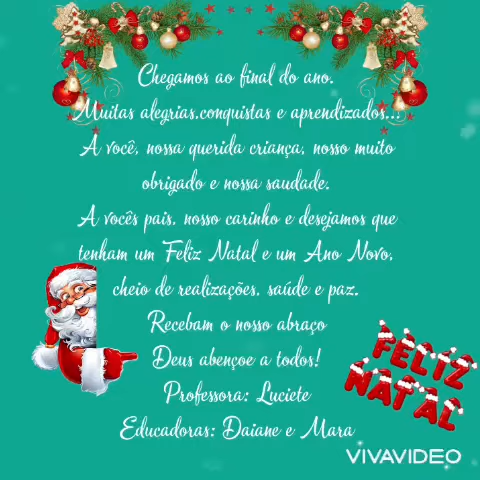 Chegamos ao final do ano.
Muitas alegrias,conquistas e aprendizados...
A você, nossa querida criança, nosso muito
obrigado e nossa saudade.
A vocês pais, nosso carinho e desejamos que
tenham um Feliz Natal e um Ano Novo,
cheio de realizações, saúde e paz.
Recebam o nosso abraço
Deus abençoe a todos!
Professora: Luciete
Educadoras: Daiane e Mara
FELIZ
NATAL
VIVAVIDEO